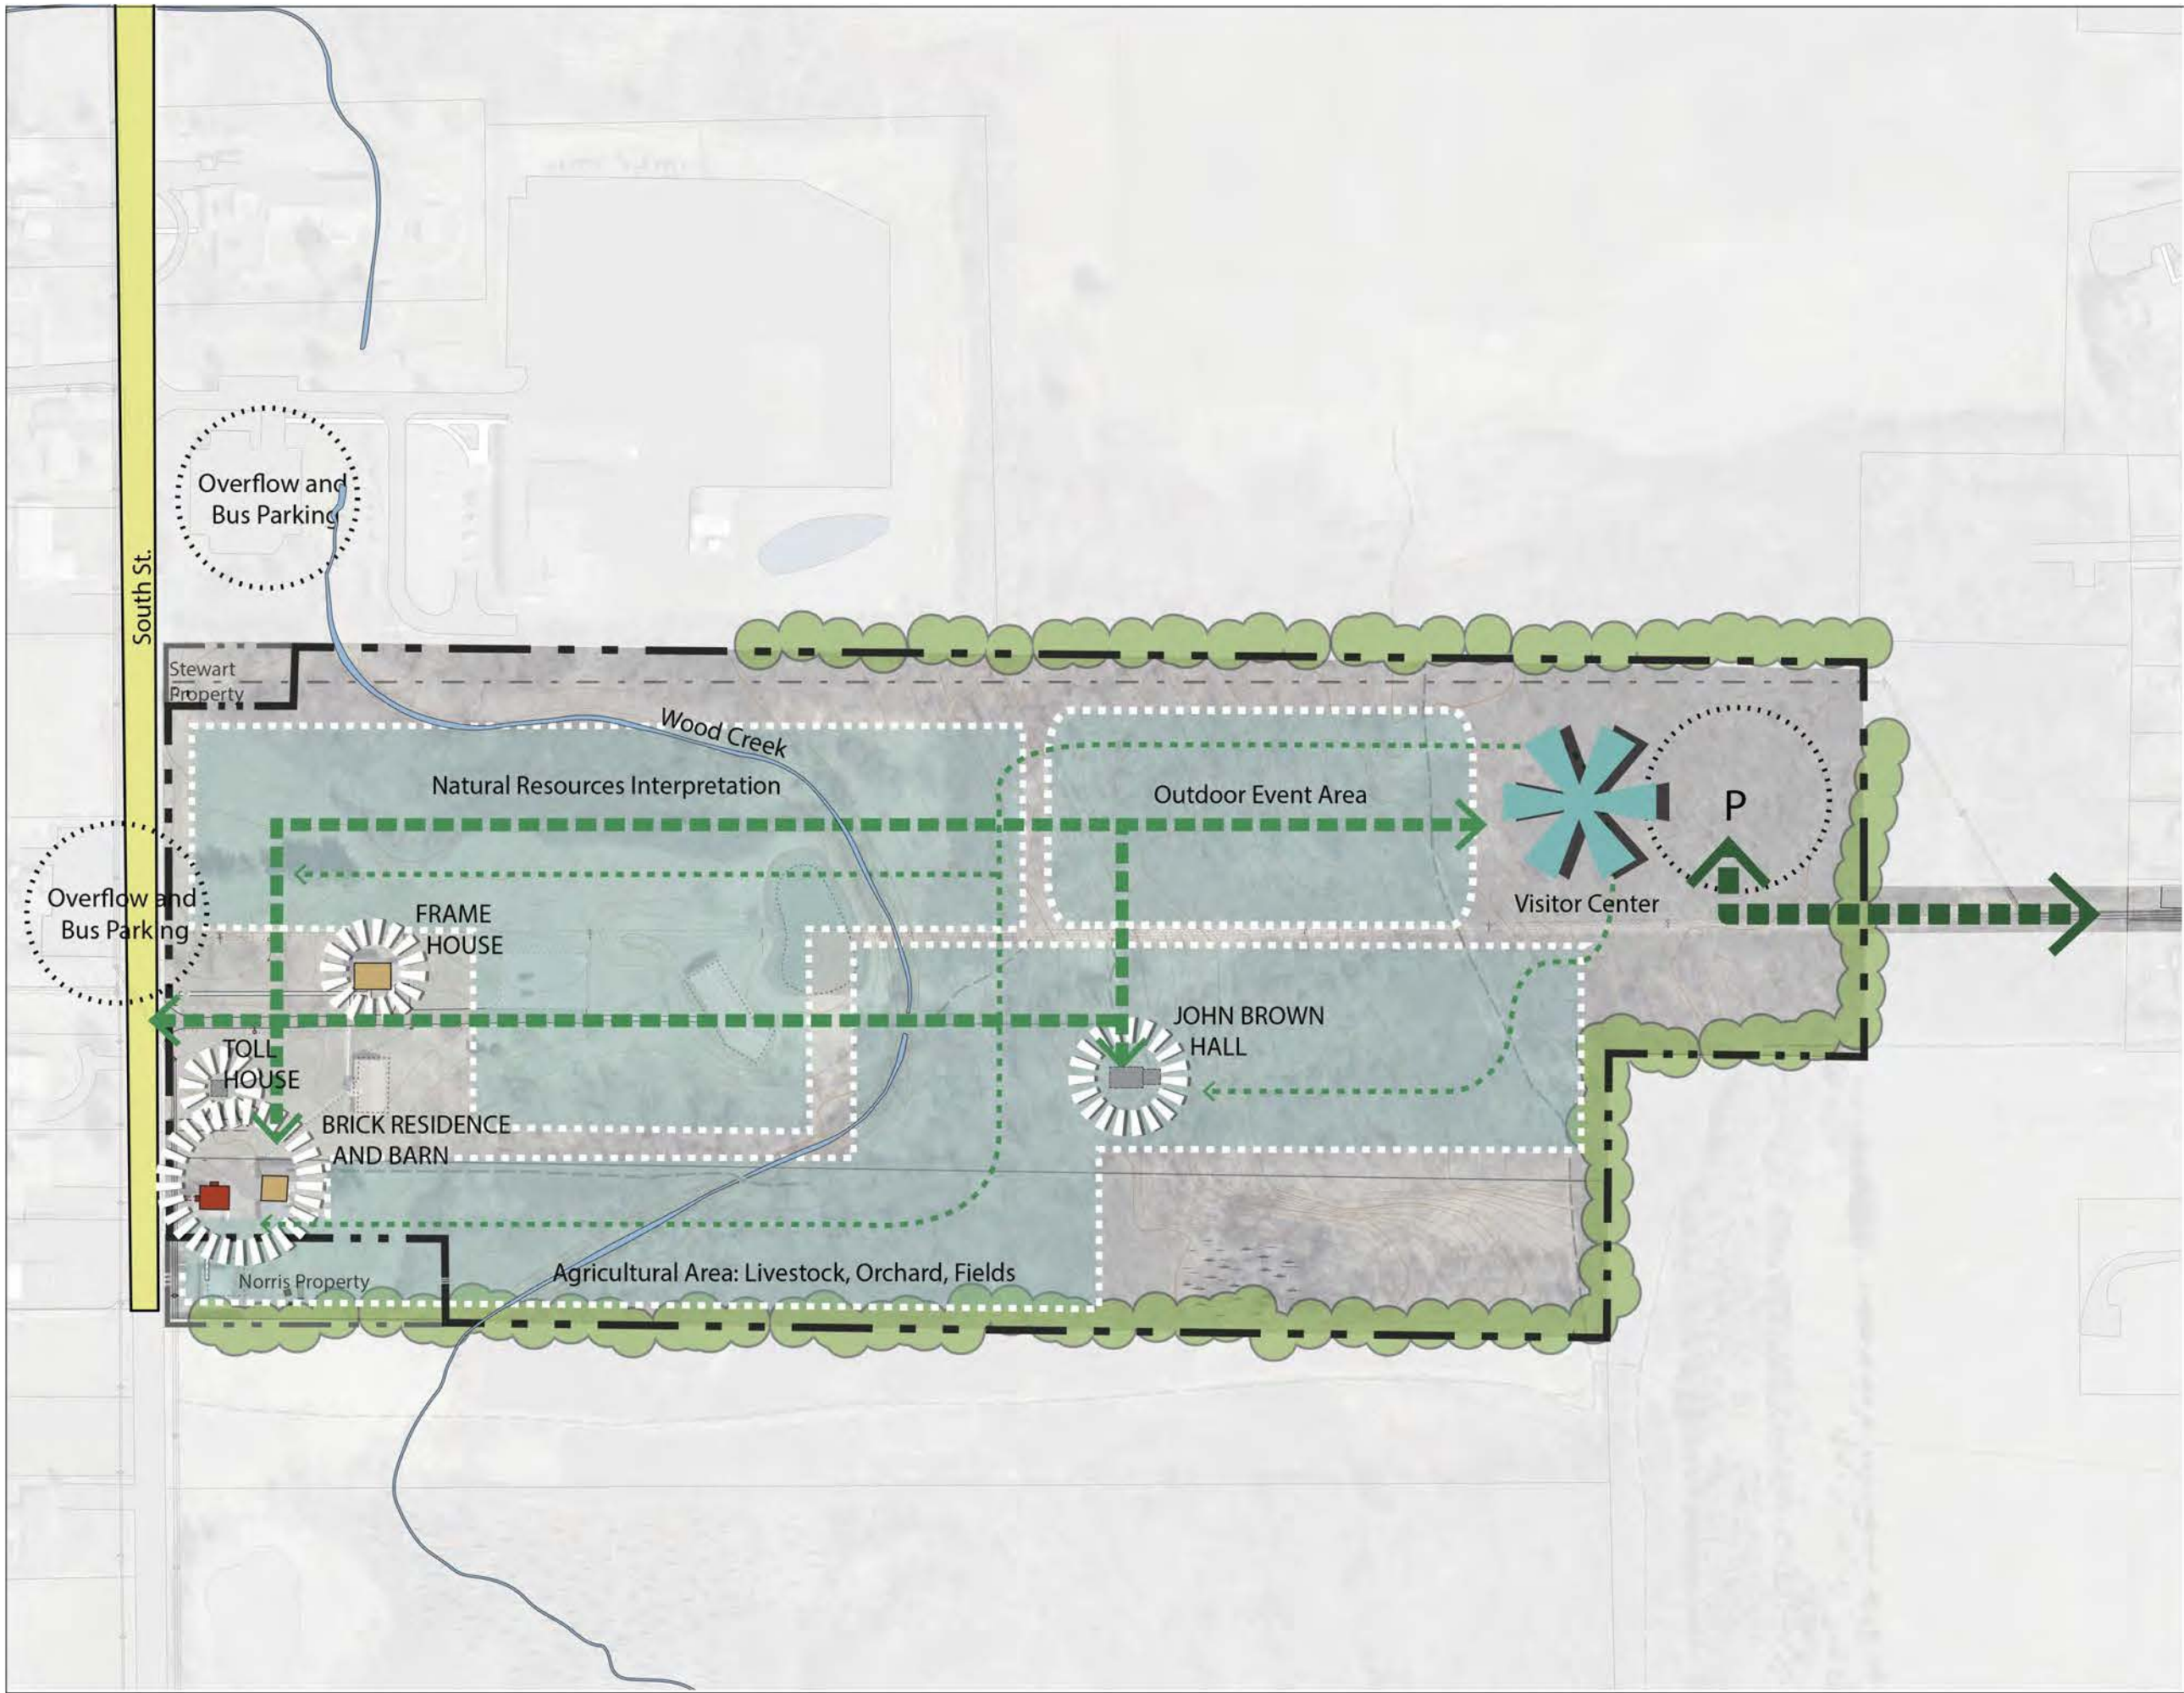 Overflow and
Bus Parking
South St.
Stewart
Property
Wood Creek
Natural Resources Interpretation
Outdoor Event Area
P
Overflow and
Bus Parking
Visitor Center
FRAME
HOUSE
JOHN BROWN
HALL
TOLL
HOUSE
BRICK RESIDENCE
AND BARN
Agricultural Area: Livestock, Orchard, Fields
Norris Property